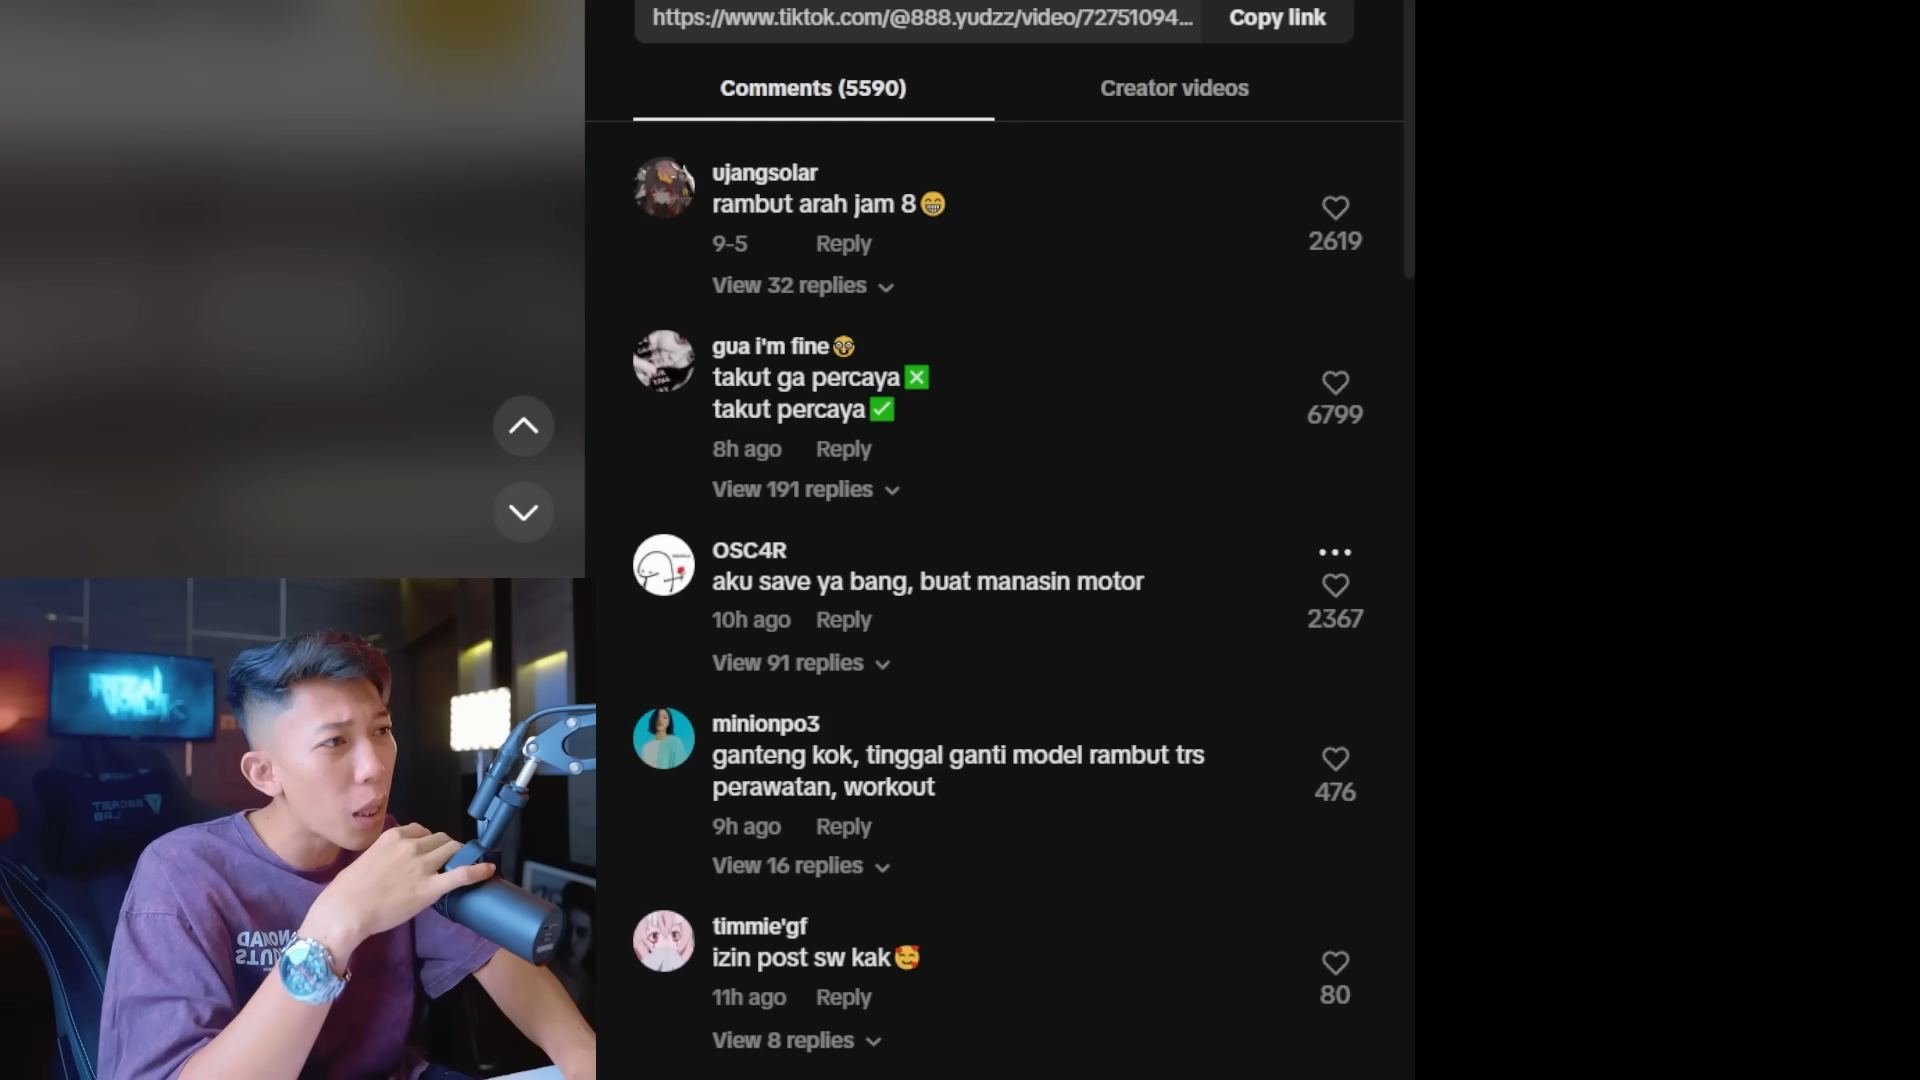 https://www.tiktok.com/@888.yudzz/video/72751094...
Copy link
Comments (5590)
Creator videos
ujangsolar
rambut arah jam 8😁
9-5
Reply
2619
View 32 replies
gua i'm fine🤓
takut ga percaya❎
takut percaya✅
8h ago
Reply
6799
View 191 replies
OSC4R
aku save ya bang, buat manasin motor
10h ago
Reply
2367
View 91 replies
minionpo3
ganteng kok, tinggal ganti model rambut trs
perawatan, workout
9h ago
Reply
476
View 16 replies
timmie'gf
izin post sw kak🥰
11h ago
Reply
80
View 8 replies
SECRET
LAB
NOMAD